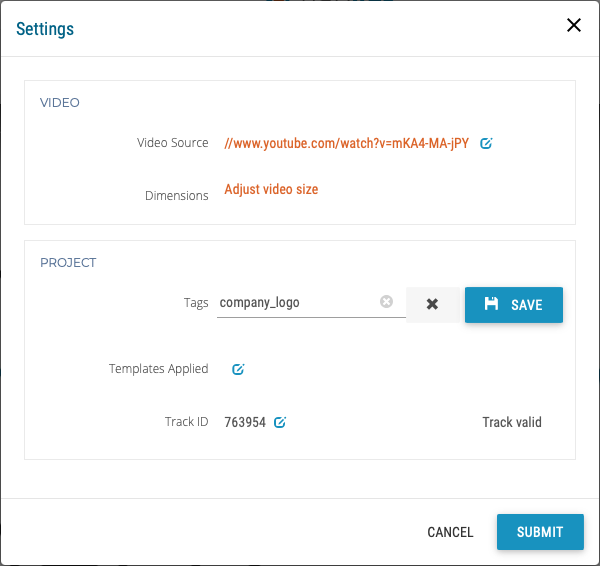 Settings
VIDEO
Video Source //www.youtube.com/watch?v=mKA4-MA-jPY
Dimensions Adjust video size
PROJECT
Tags company_logo SAVE
Templates Applied
Track ID 763954 Track valid
CANCEL SUBMIT